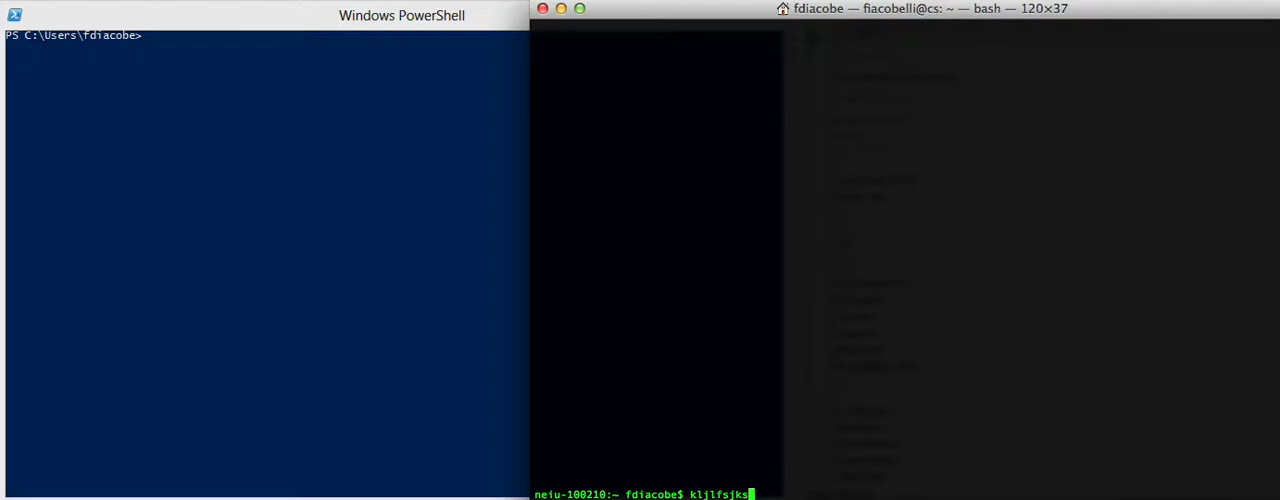 Windows PowerShell
PS C:\Users\fdiacobe>
fdiacobe — fiacobelli@cs: ~ — bash — 120×37
neiu-100210:~ fdiacobe$ kljlfsjks